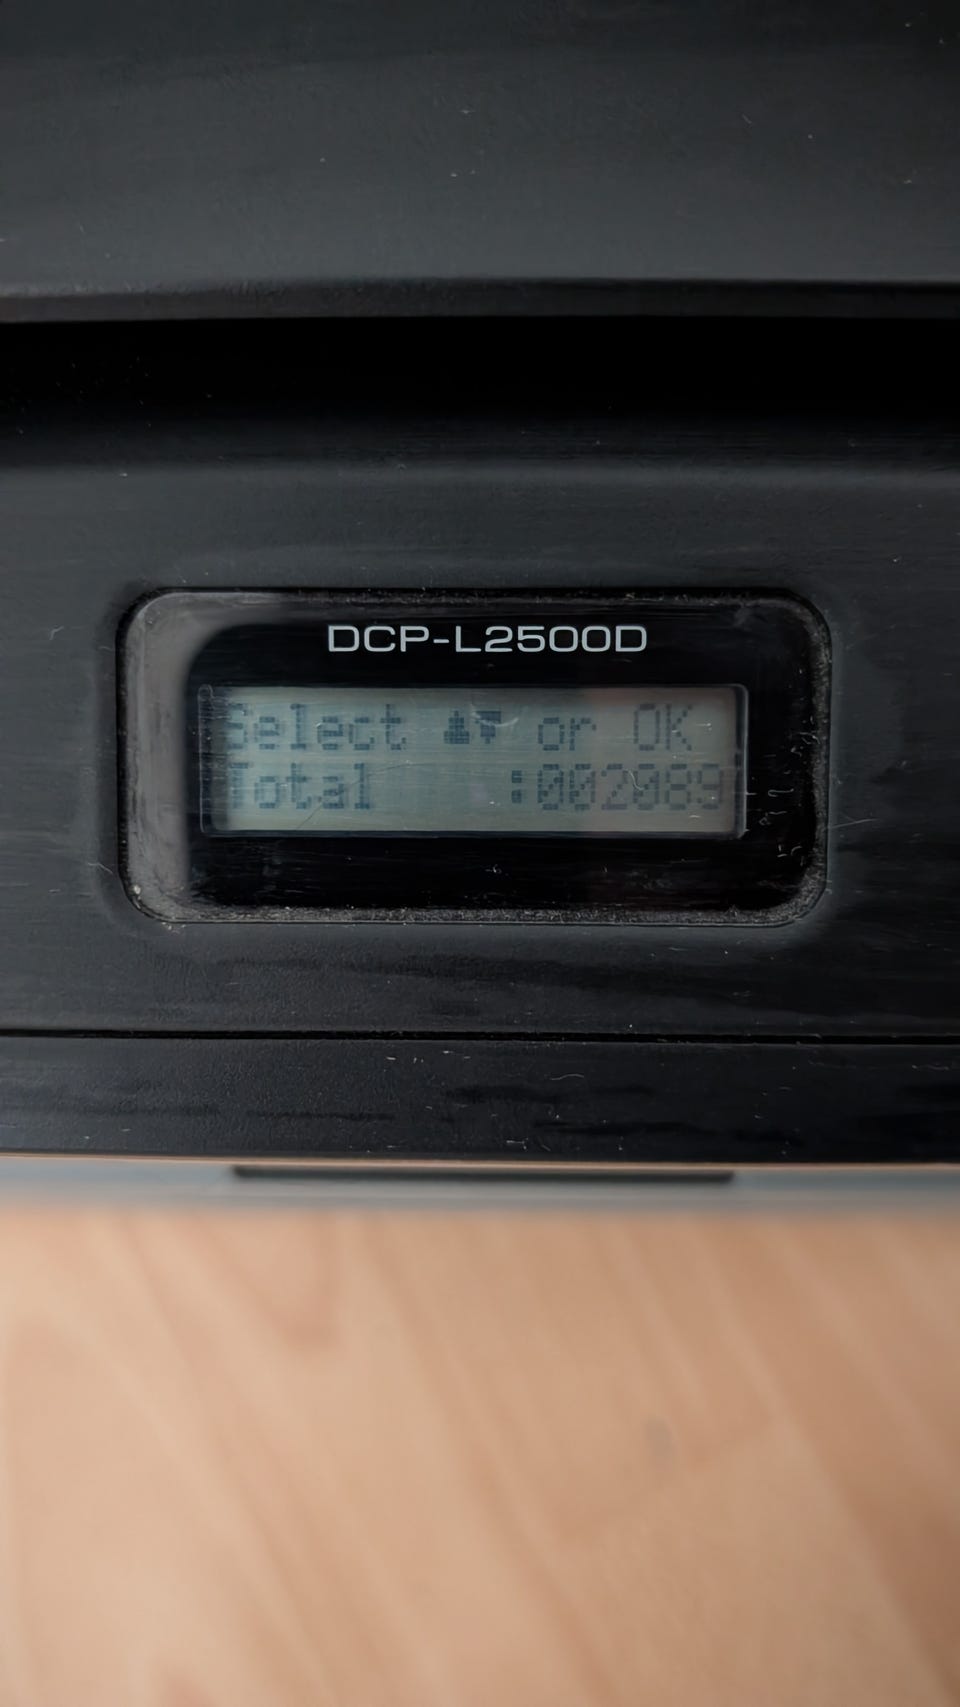 DCP-L2500D
Select ▲▼ or OK
Total :002089